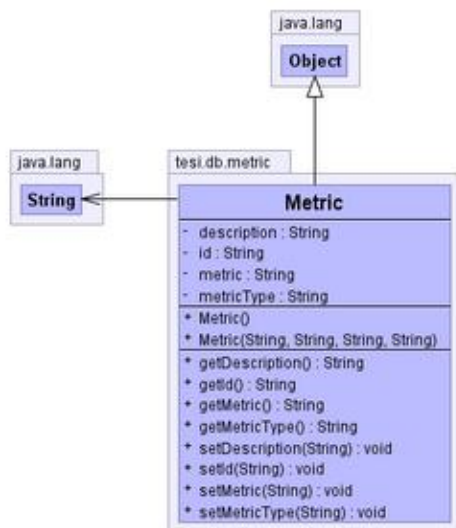 java.lang
Object
java.lang
String
tesi.db.metric
Metric
- description : String
- id : String
- metric : String
- metricType : String
+ Metric()
+ Metric(String, String, String, String)
+ getDescription() : String
+ getId() : String
+ getMetric() : String
+ getMetricType() : String
+ setDescription(String) : void
+ setId(String) : void
+ setMetric(String) : void
+ setMetricType(String) : void